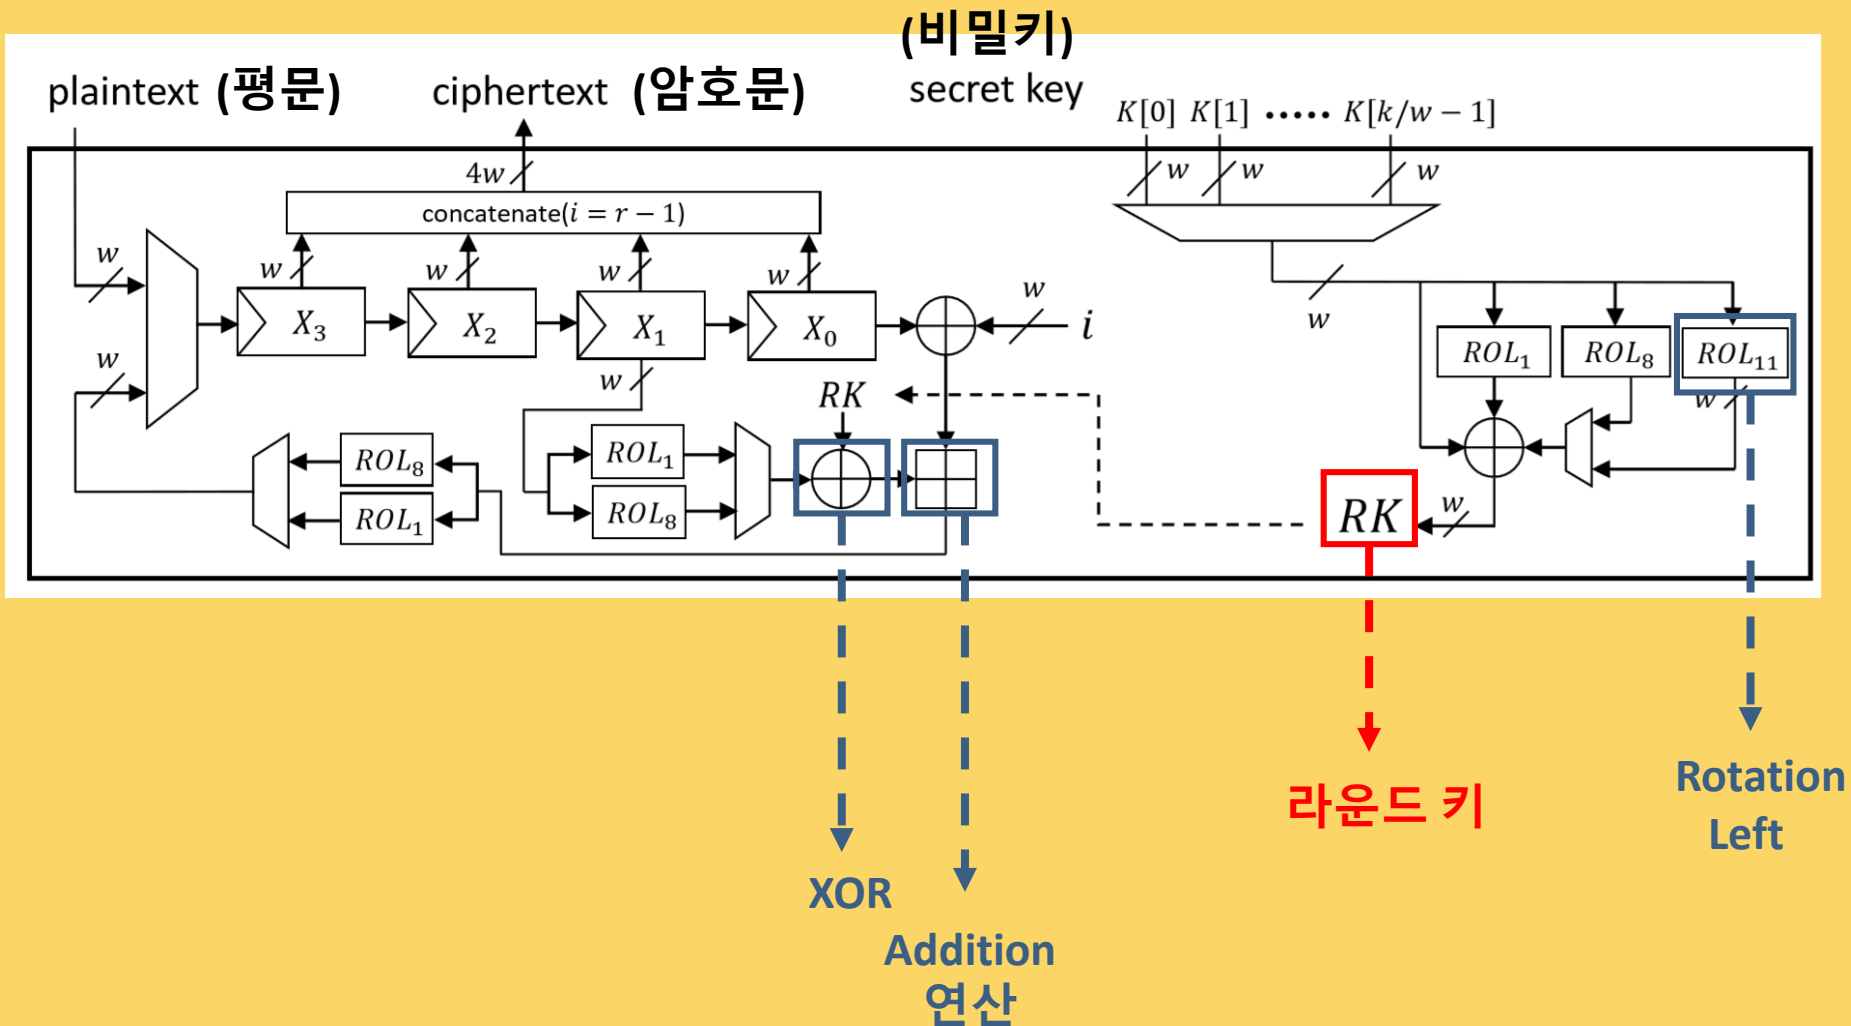 (비밀키)
plaintext (평문) ciphertext (암호문) secret key
K[0] K[1] ····· K[k/w − 1]
4w w w w
concatenate(i = r − 1)
w w w w w w
X₃ X₂ X₁ X₀ i
w
ROL₁ ROL₈ ROL₁₁
w w RK w
ROL₈ ROL₁
ROL₁ ROL₈
RK w
라운드 키
Rotation
Left
XOR
Addition
연산